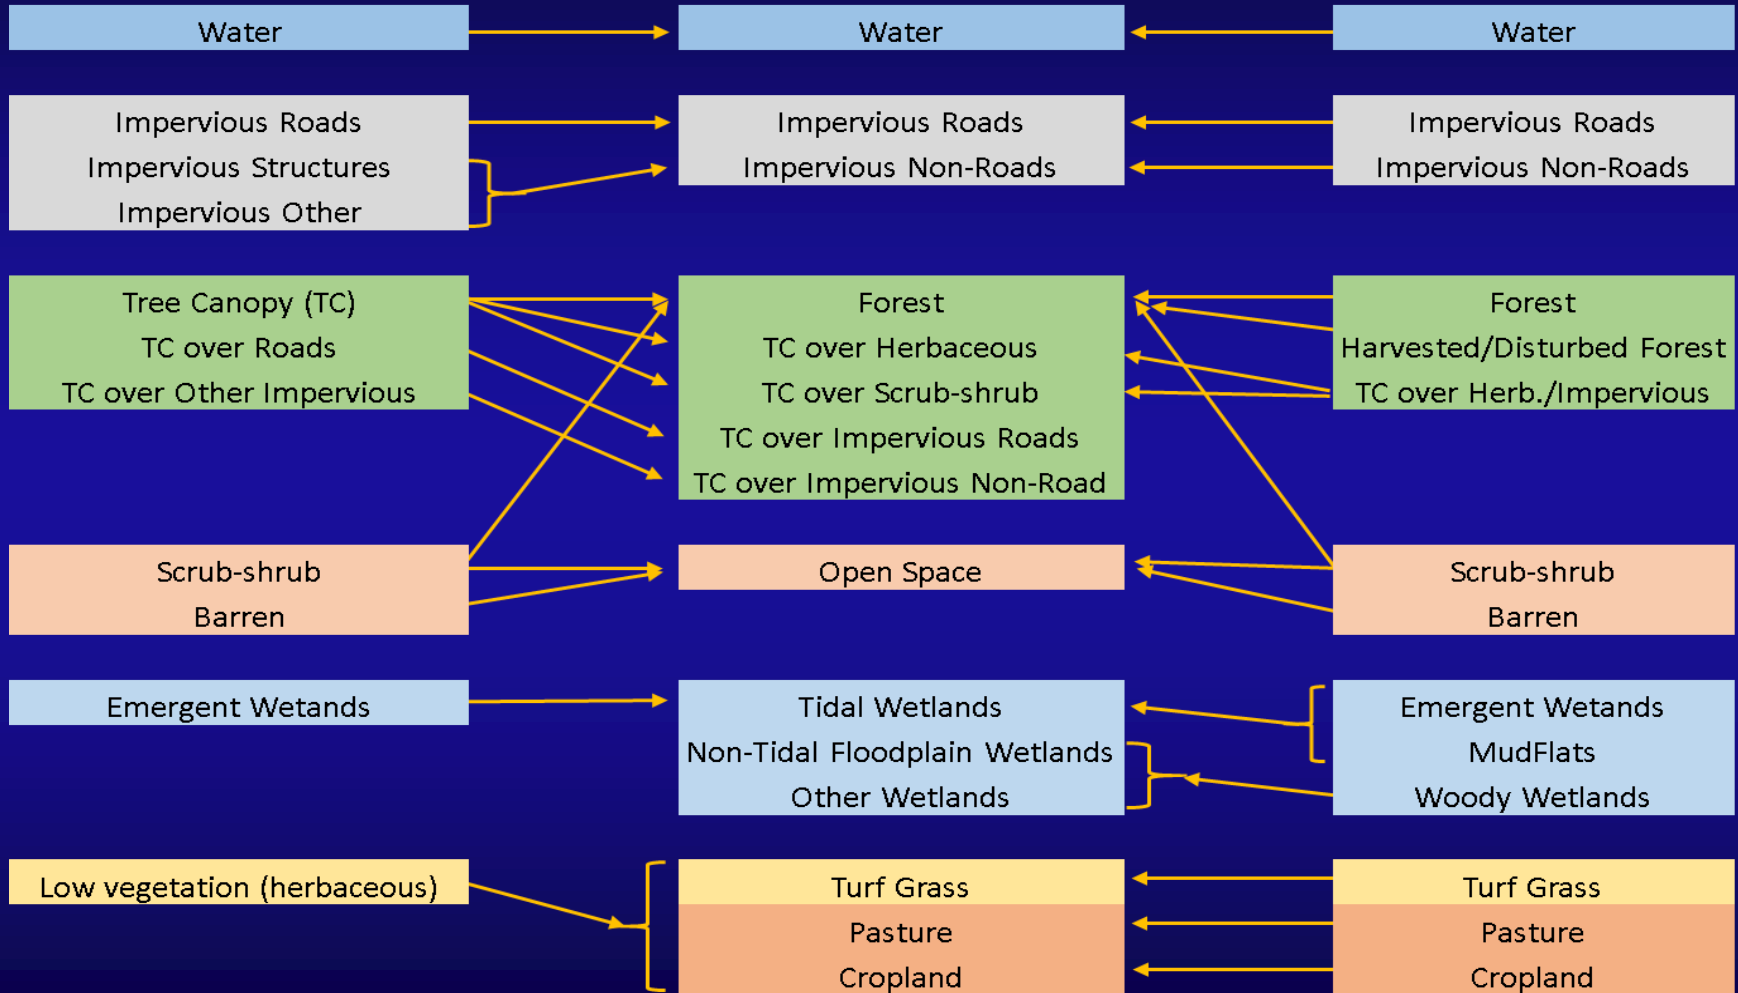 Water
Impervious Roads
Impervious Structures
Impervious Other
Tree Canopy (TC)
TC over Roads
TC over Other Impervious
Scrub-shrub
Barren
Emergent Wetands
Low vegetation (herbaceous)
Water
Impervious Roads
Impervious Non-Roads
Forest
TC over Herbaceous
TC over Scrub-shrub
TC over Impervious Roads
TC over Impervious Non-Road
Open Space
Tidal Wetlands
Non-Tidal Floodplain Wetlands
Other Wetlands
Turf Grass
Pasture
Cropland
Water
Impervious Roads
Impervious Non-Roads
Forest
Harvested/Disturbed Forest
TC over Herb./Impervious
Scrub-shrub
Barren
Emergent Wetands
MudFlats
Woody Wetlands
Turf Grass
Pasture
Cropland